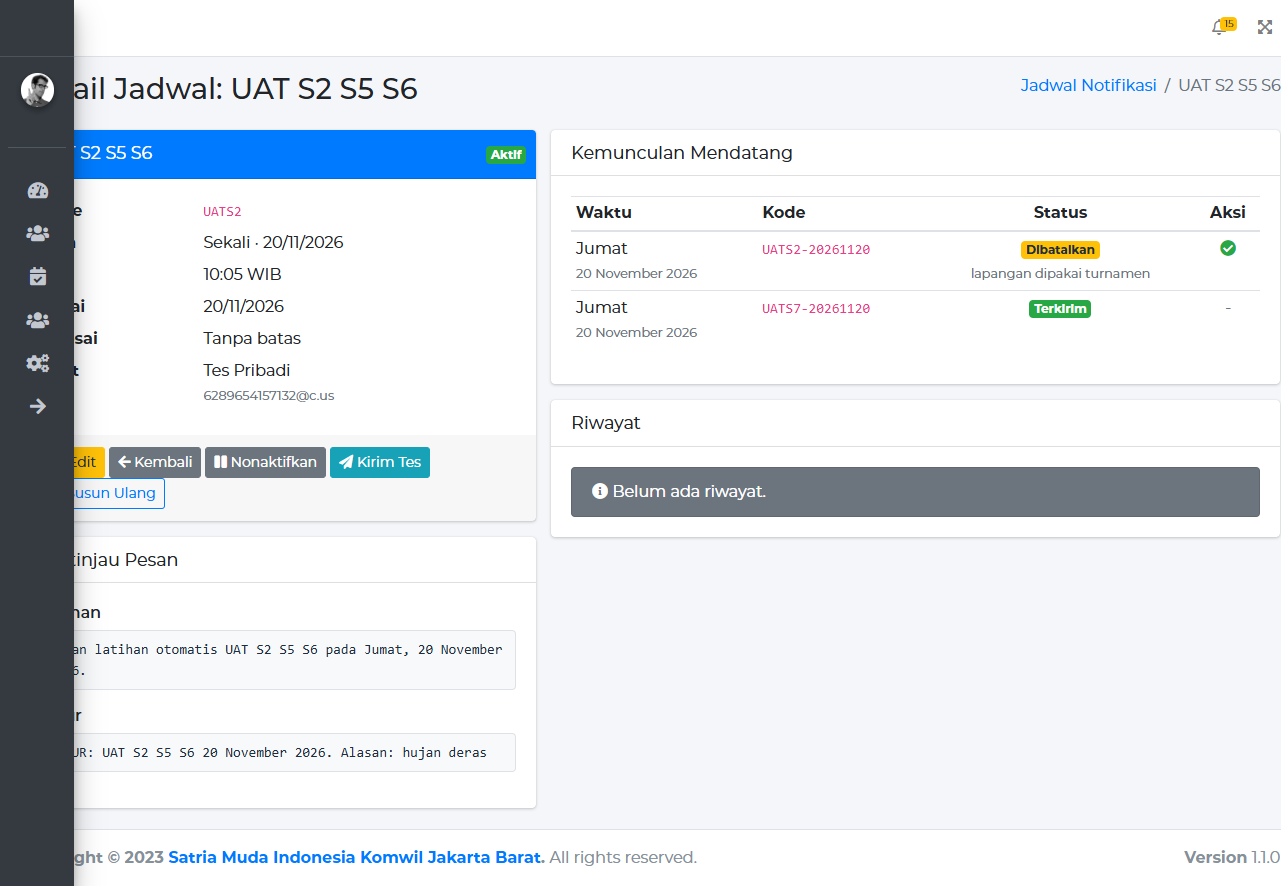 15
ail Jadwal: UAT S2 S5 S6
Jadwal Notifikasi / UAT S2 S5 S6
S2 S5 S6
Aktif
UATS2
Sekali · 20/11/2026
10:05 WIB
ai
20/11/2026
sai
Tanpa batas
t
Tes Pribadi
6289654157132@c.us
Edit
Kembali
Nonaktifkan
Kirim Tes
usun Ulang
tinjau Pesan
nan
an latihan otomatis UAT S2 S5 S6 pada Jumat, 20 November
6.
r
UR: UAT S2 S5 S6 20 November 2026. Alasan: hujan deras
Kemunculan Mendatang
Waktu Kode Status Aksi
Jumat UATS2-20261120 Dibatalkan
20 November 2026 lapangan dipakai turnamen
Jumat UATS7-20261120 Terkirim -
20 November 2026
Riwayat
Belum ada riwayat.
ght © 2023 Satria Muda Indonesia Komwil Jakarta Barat. All rights reserved.
Version 1.1.0